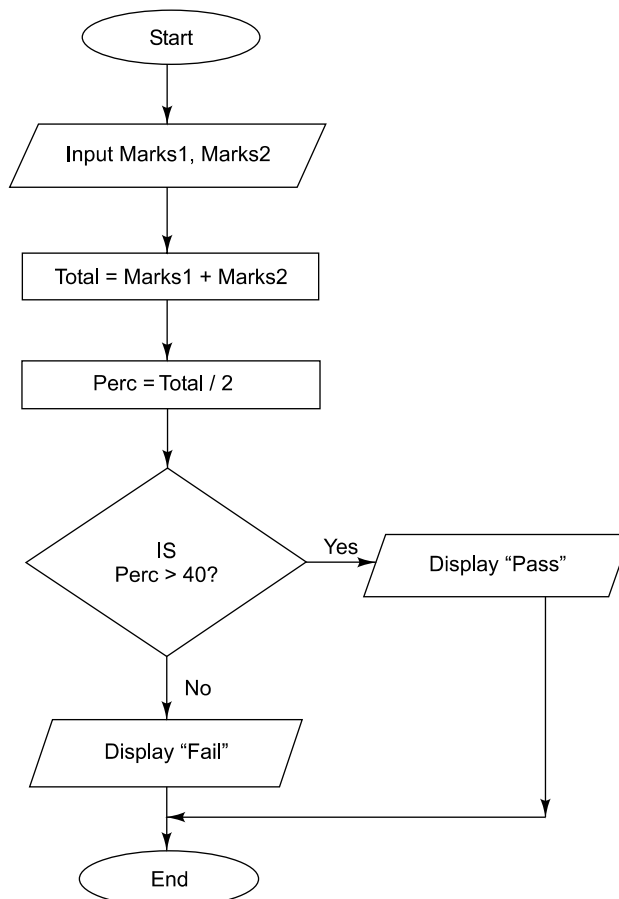 Start
Input Marks1, Marks2
Total = Marks1 + Marks2
Perc = Total / 2
IS
Perc > 40?
Yes
Display “Pass”
No
Display “Fail”
End